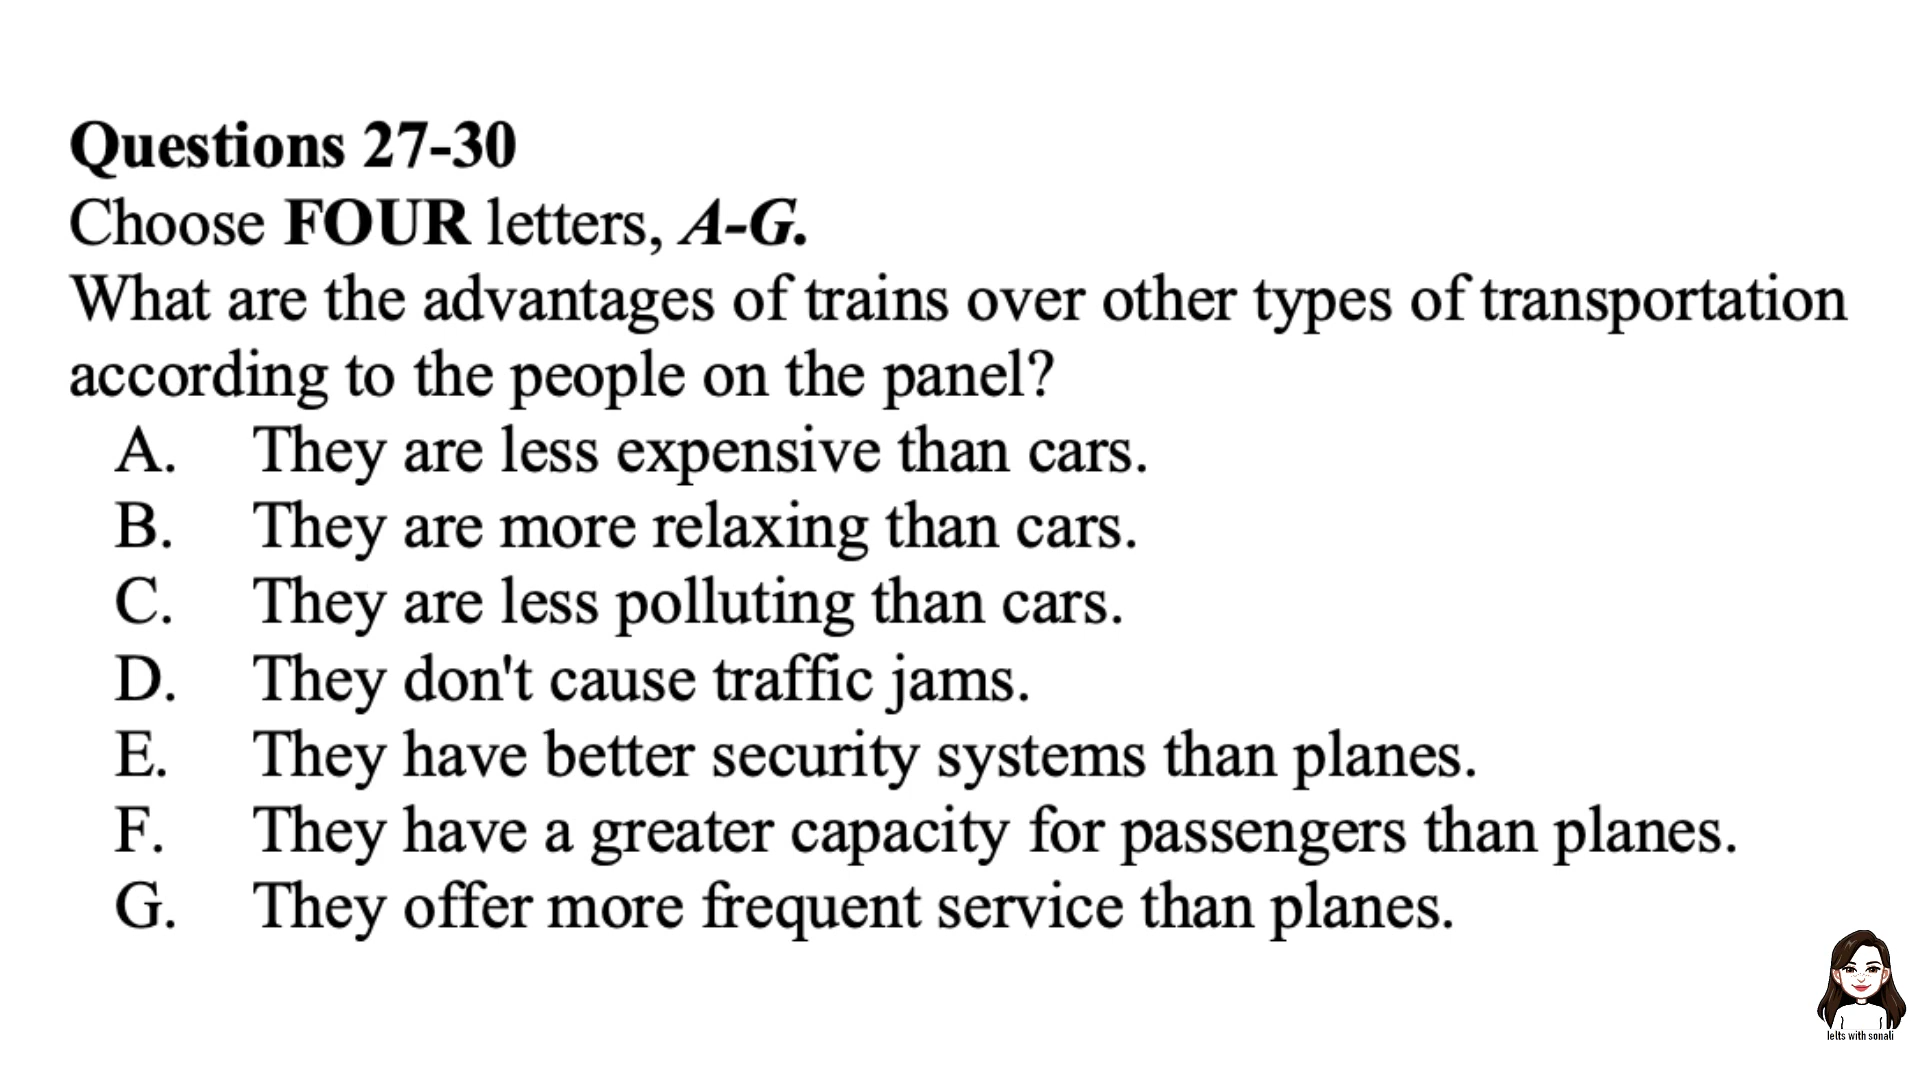 Questions 27-30
Choose FOUR letters, A-G.
What are the advantages of trains over other types of transportation
according to the people on the panel?
A. They are less expensive than cars.
B. They are more relaxing than cars.
C. They are less polluting than cars.
D. They don't cause traffic jams.
E. They have better security systems than planes.
F. They have a greater capacity for passengers than planes.
G. They offer more frequent service than planes.
Ielts with sonali